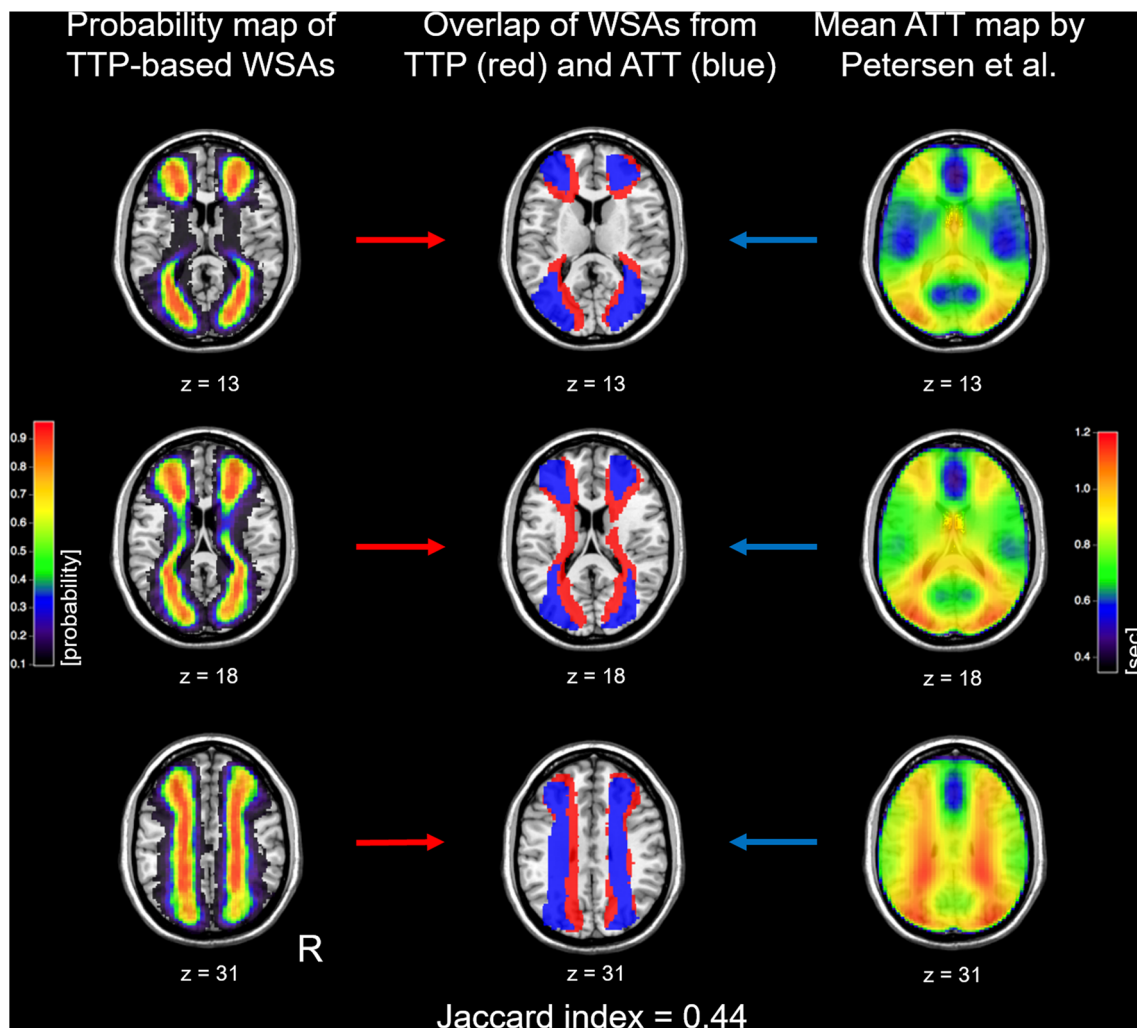 Probability map of
TTP-based WSAs
Overlap of WSAs from
TTP (red) and ATT (blue)
Mean ATT map by
Petersen et al.
z = 13
z = 13
z = 13
0.9
0.8
0.7
0.6
0.5
0.4
0.3
0.2
0.1
[probability]
1.2
1.0
0.8
0.6
0.4
[sec]
z = 18
z = 18
z = 18
R
z = 31
z = 31
z = 31
Jaccard index = 0.44